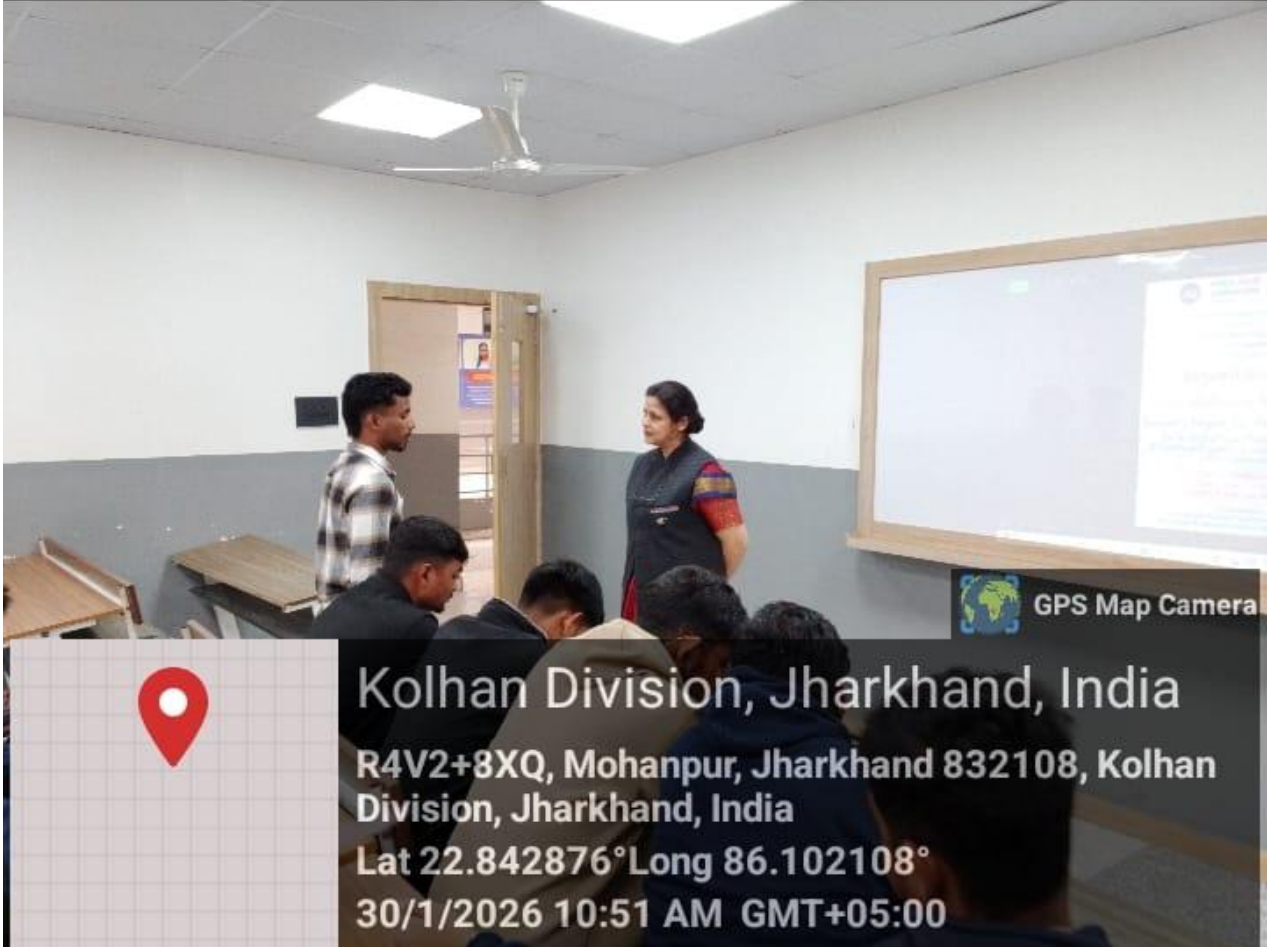 GPS Map Camera
Kolhan Division, Jharkhand, India
R4V2+8XQ, Mohanpur, Jharkhand 832108, Kolhan
Division, Jharkhand, India
Lat 22.842876°Long 86.102108°
30/1/2026 10:51 AM GMT+05:00